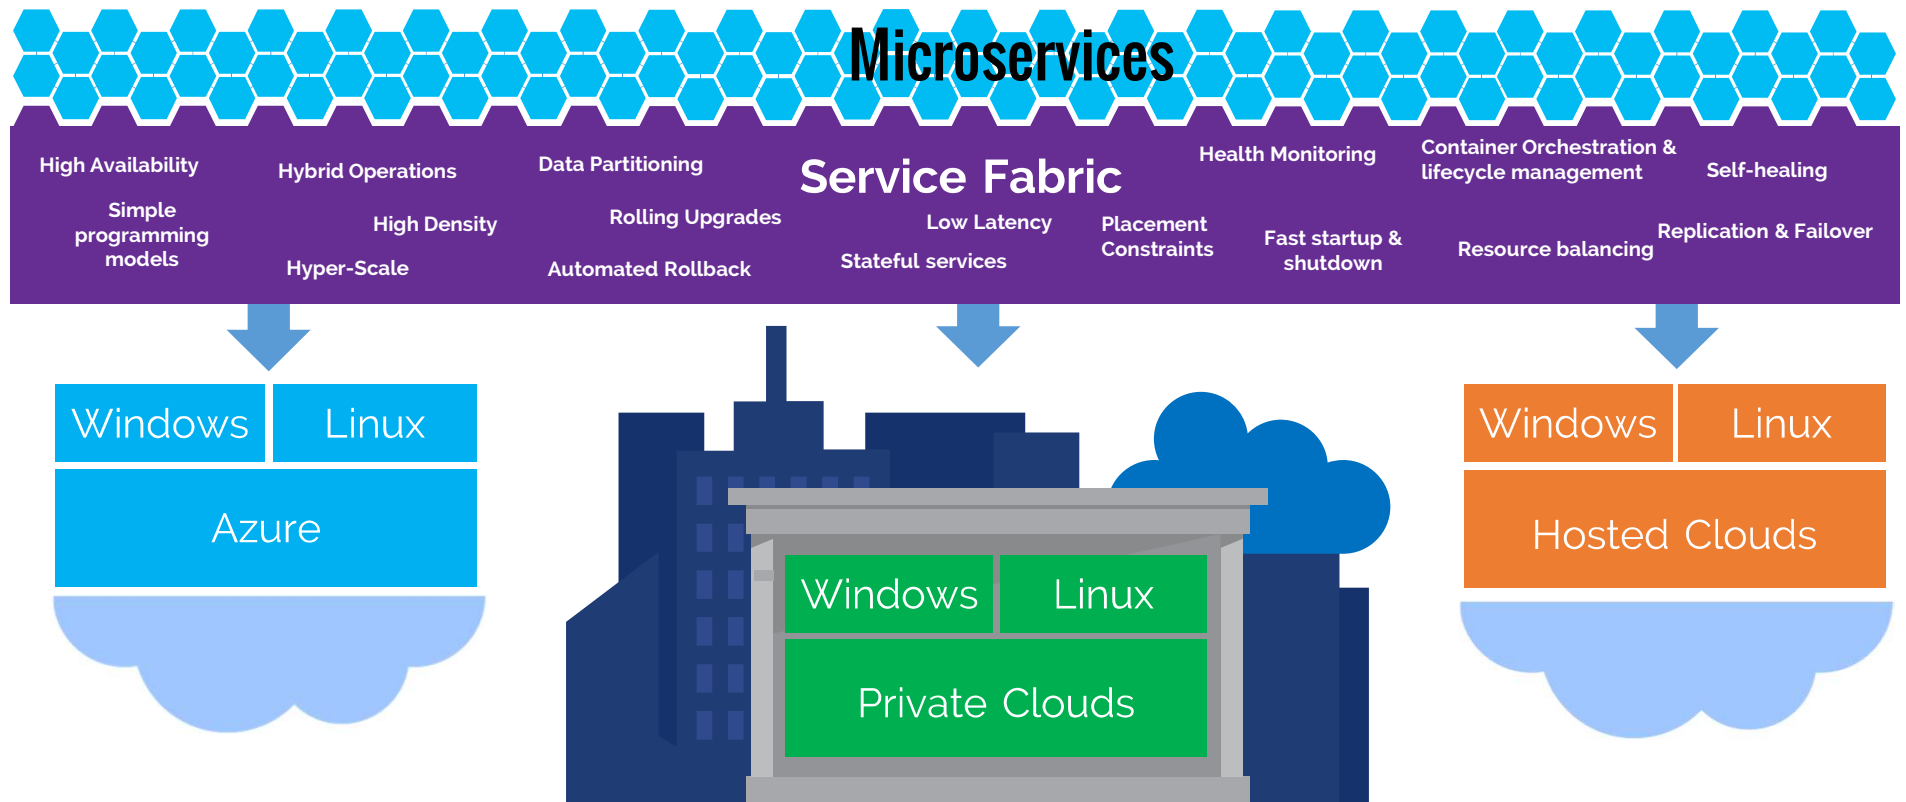 Microservices
Service Fabric
High Availability
Hybrid Operations
Data Partitioning
Health Monitoring
Container Orchestration &
lifecycle management
Self-healing
Simple
programming
models
High Density
Rolling Upgrades
Low Latency
Placement
Constraints
Fast startup &
shutdown
Resource balancing
Replication & Failover
Hyper-Scale
Automated Rollback
Stateful services
Windows
Linux
Azure
Windows
Linux
Private Clouds
Windows
Linux
Hosted Clouds